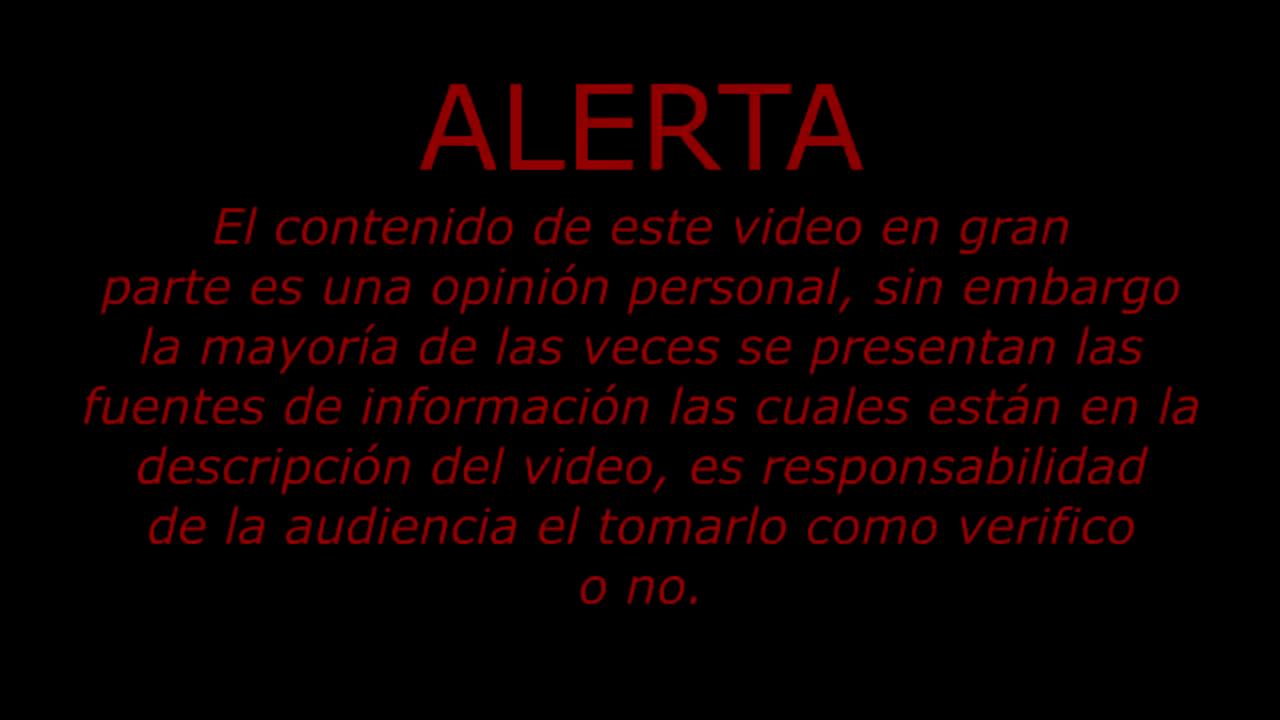 ALERTA
El contenido de este video en gran
parte es una opinión personal, sin embargo
la mayoría de las veces se presentan las
fuentes de información las cuales están en la
descripción del video, es responsabilidad
de la audiencia el tomarlo como verifico
o no.